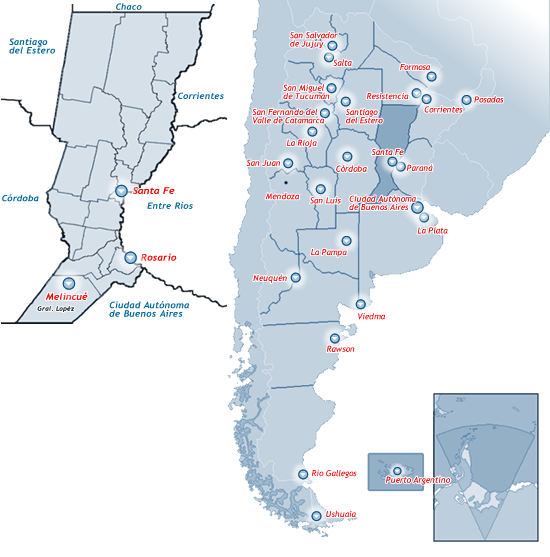 Chaco
Santiago
del Estero
Corrientes
Córdoba
Santa Fe
Entre Ríos
Rosario
Melincué
Gral. Lopéz
Ciudad Autónoma
de Buenos Aires
San Salvador
de Jujuy
Salta
Formosa
San Miguel
de Tucumán
Resistencia
Corrientes
Posadas
San Fernando del
Valle de Catamarca
Santiago
del Estero
La Rioja
San Juan
Córdoba
Santa Fe
Paraná
Mendoza
San Luis
Ciudad Autónoma
de Buenos Aires
La Plata
La Pampa
Neuquén
Viedma
Rawson
Río Gallegos
Puerto Argentino
Ushuaia